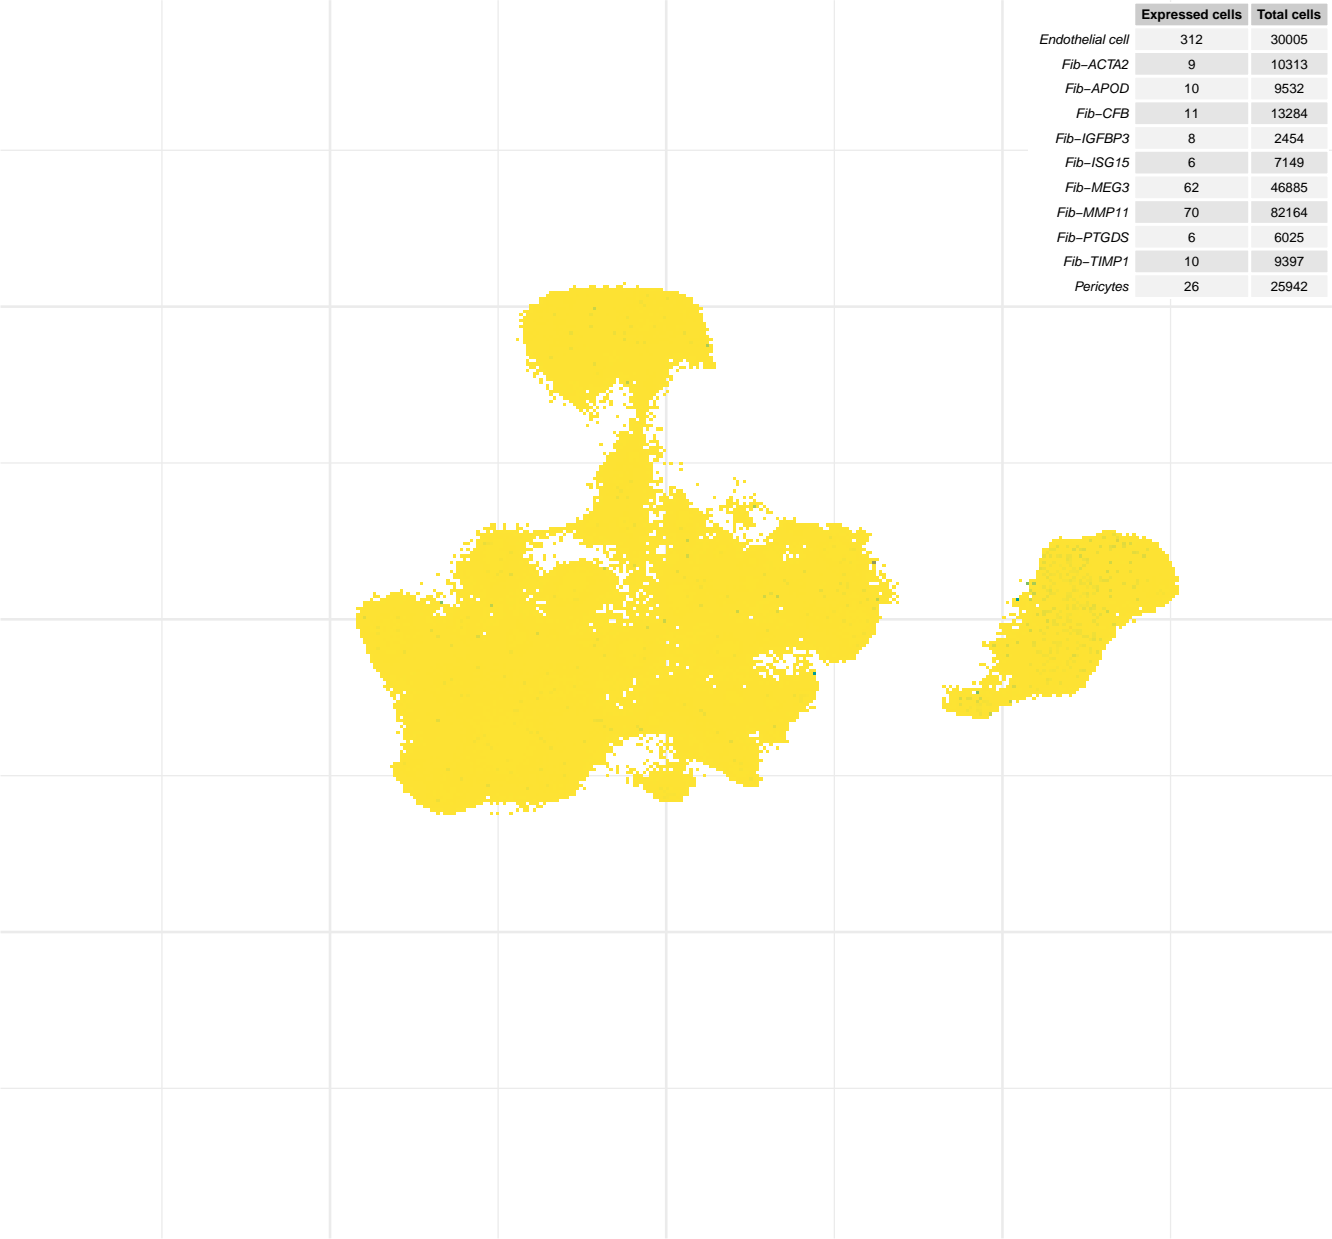 Expressed cells Total cells
Endothelial cell 312 30005
Fib−ACTA2 9 10313
Fib−APOD 10 9532
Fib−CFB 11 13284
Fib−IGFBP3 8 2454
Fib−ISG15 6 7149
Fib−MEG3 62 46885
Fib−MMP11 70 82164
Fib−PTGDS 6 6025
Fib−TIMP1 10 9397
Pericytes 26 25942